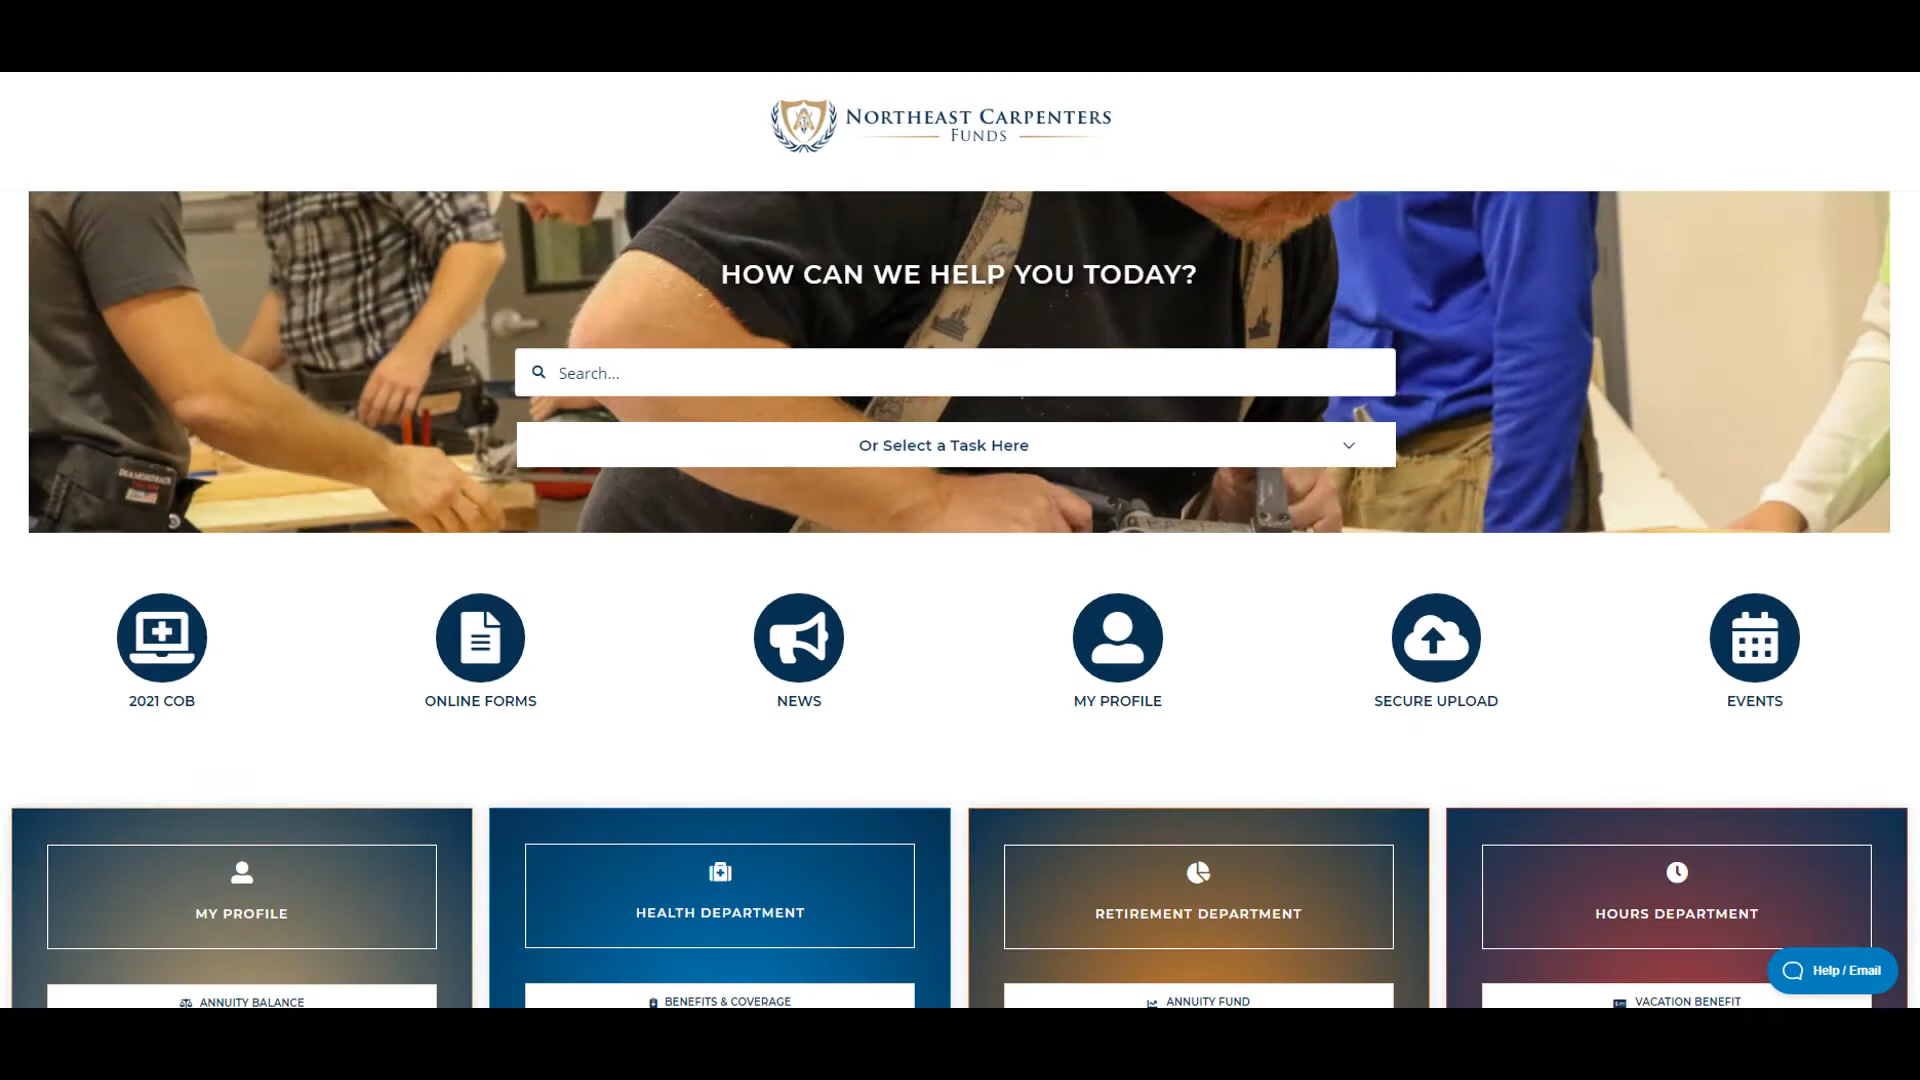 NORTHEAST CARPENTERS
FUNDS
HOW CAN WE HELP YOU TODAY?
Search...
Or Select a Task Here
DIAMONDBACK
2021 COB
ONLINE FORMS
NEWS
MY PROFILE
SECURE UPLOAD
EVENTS
MY PROFILE
HEALTH DEPARTMENT
RETIREMENT DEPARTMENT
HOURS DEPARTMENT
Help / Email
ANNUITY BALANCE
BENEFITS & COVERAGE
ANNUITY FUND
VACATION BENEFIT